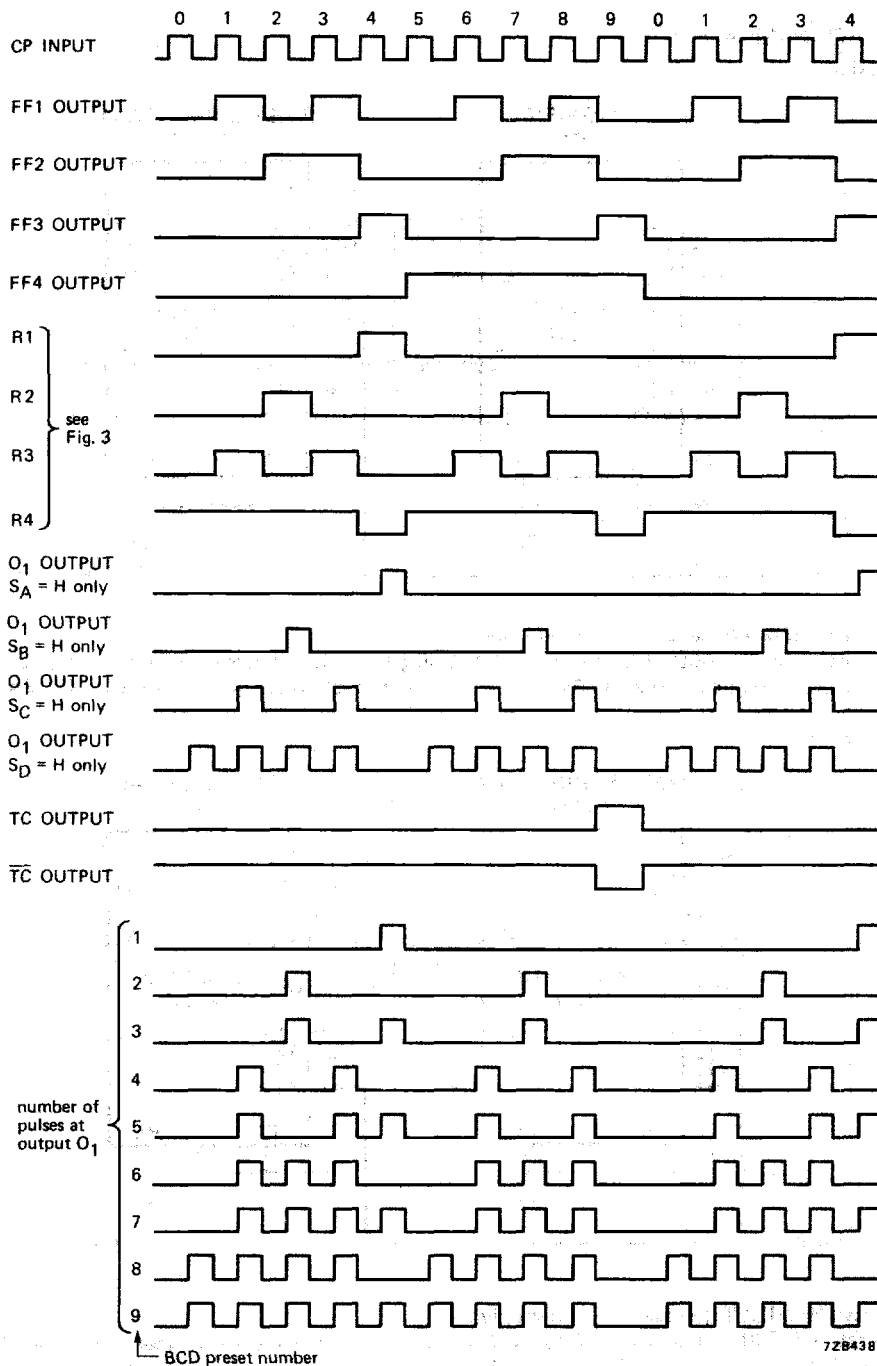 0 1 2 3 4 5 6 7 8 9 0 1 2 3 4
CP INPUT
FF1 OUTPUT
FF2 OUTPUT
FF3 OUTPUT
FF4 OUTPUT
R1
R2
see
Fig. 3
R3
R4
O1 OUTPUT
SA = H only
O1 OUTPUT
SB = H only
O1 OUTPUT
SC = H only
O1 OUTPUT
SD = H only
TC OUTPUT
T̅C̅ OUTPUT
number of
pulses at
output O1
1
2
3
4
5
6
7
8
9
BCD preset number
7Z8438